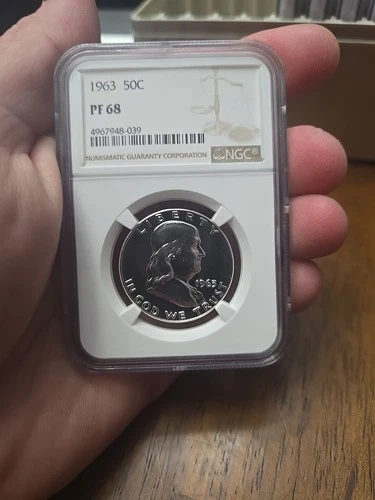 1963 50C
PF 68
4967948-039
NUMISMATIC GUARANTY CORPORATION
NGC®
LIBERTY
1963
IN GOD WE TRUST